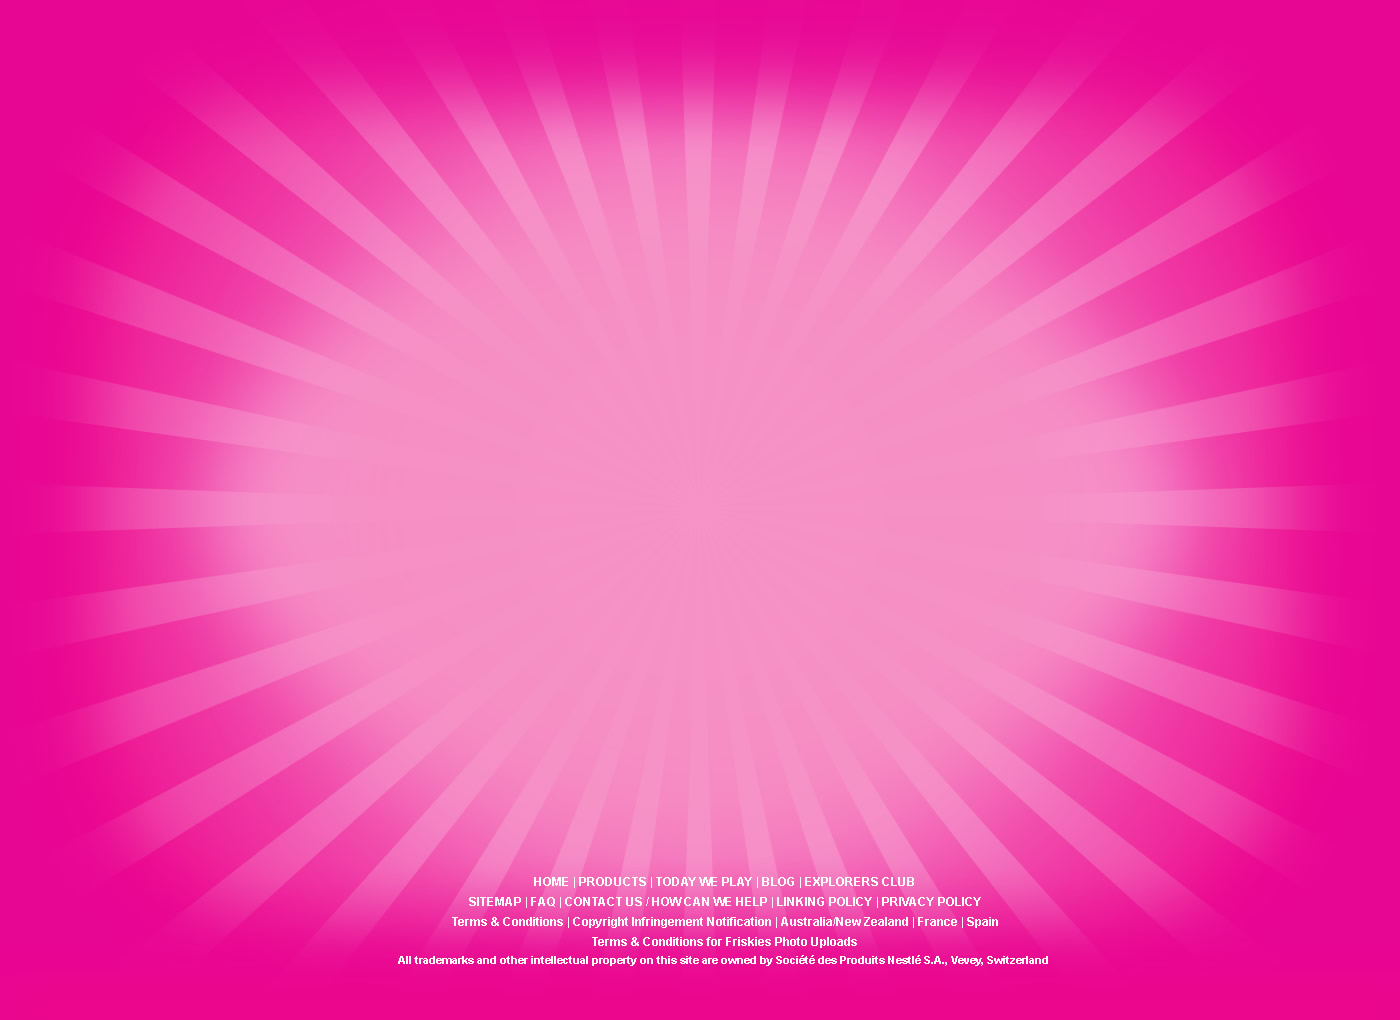 HOME | PRODUCTS | TODAY WE PLAY | BLOG | EXPLORERS CLUB
SITEMAP | FAQ | CONTACT US / HOW CAN WE HELP | LINKING POLICY | PRIVACY POLICY
Terms & Conditions | Copyright Infringement Notification | Australia/New Zealand | France | Spain
Terms & Conditions for Friskies Photo Uploads
All trademarks and other intellectual property on this site are owned by Société des Produits Nestlé S.A., Vevey, Switzerland